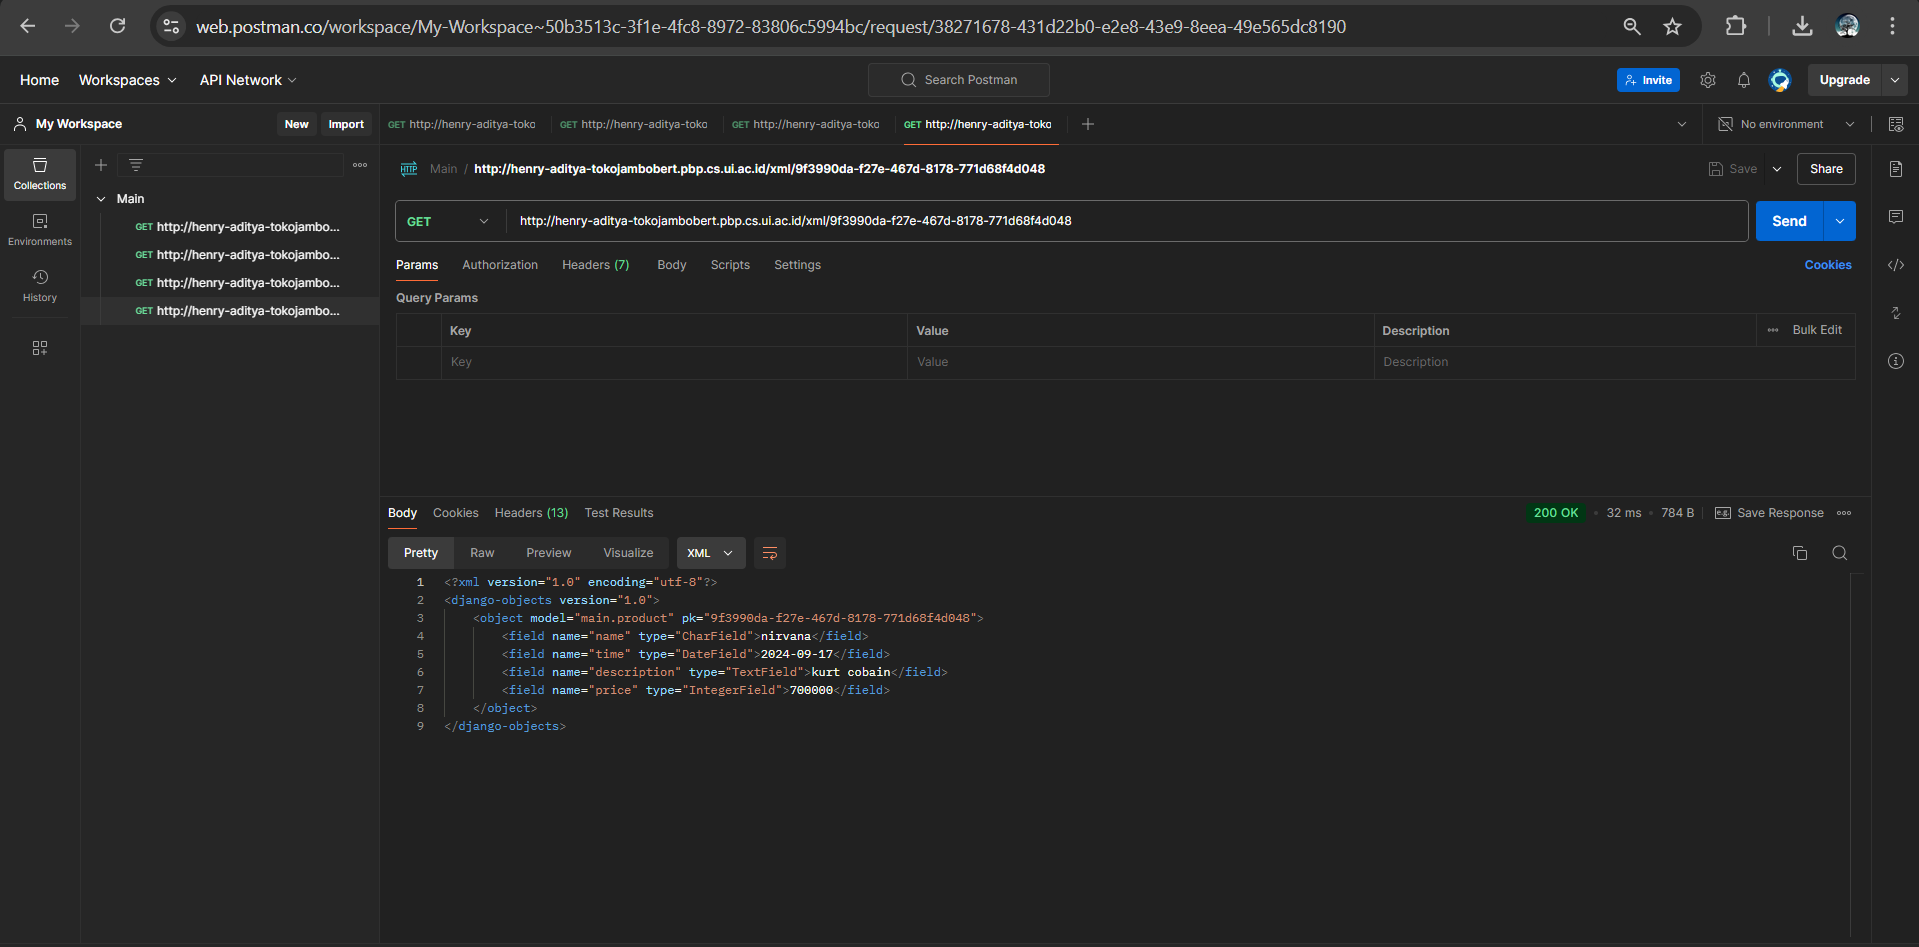 web.postman.co/workspace/My-Workspace~50b3513c-3f1e-4fc8-8972-83806c5994bc/request/38271678-431d22b0-e2e8-43e9-8eea-49e565dc8190
Home Workspaces API Network Search Postman Invite Upgrade
My Workspace New Import
GET http://henry-aditya-toko GET http://henry-aditya-toko GET http://henry-aditya-toko GET http://henry-aditya-toko No environment
Collections
Environments
History
Main
GET http://henry-aditya-tokojambo...
GET http://henry-aditya-tokojambo...
GET http://henry-aditya-tokojambo...
GET http://henry-aditya-tokojambo...
HTTP Main / http://henry-aditya-tokojambobert.pbp.cs.ui.ac.id/xml/9f3990da-f27e-467d-8178-771d68f4d048 Save Share
GET http://henry-aditya-tokojambobert.pbp.cs.ui.ac.id/xml/9f3990da-f27e-467d-8178-771d68f4d048 Send
Params Authorization Headers (7) Body Scripts Settings Cookies
Query Params
Key Value Description Bulk Edit
Key Value Description
Body Cookies Headers (13) Test Results 200 OK 32 ms 784 B e.g. Save Response
Pretty Raw Preview Visualize XML
1 <?xml version="1.0" encoding="utf-8"?>
2 <django-objects version="1.0">
3 <object model="main.product" pk="9f3990da-f27e-467d-8178-771d68f4d048">
4 <field name="name" type="CharField">nirvana</field>
5 <field name="time" type="DateField">2024-09-17</field>
6 <field name="description" type="TextField">kurt cobain</field>
7 <field name="price" type="IntegerField">700000</field>
8 </object>
9 </django-objects>